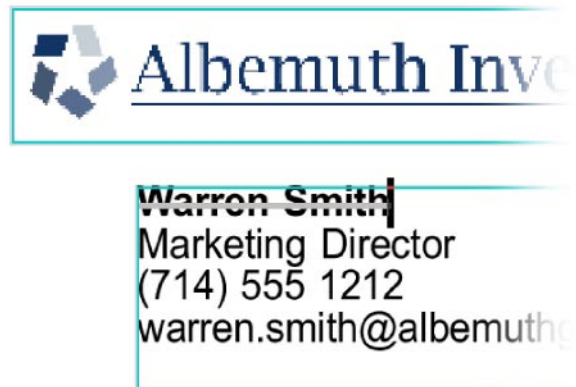 Albemuth Inve
Warren Smith
Marketing Director
(714) 555 1212
warren.smith@albemuth